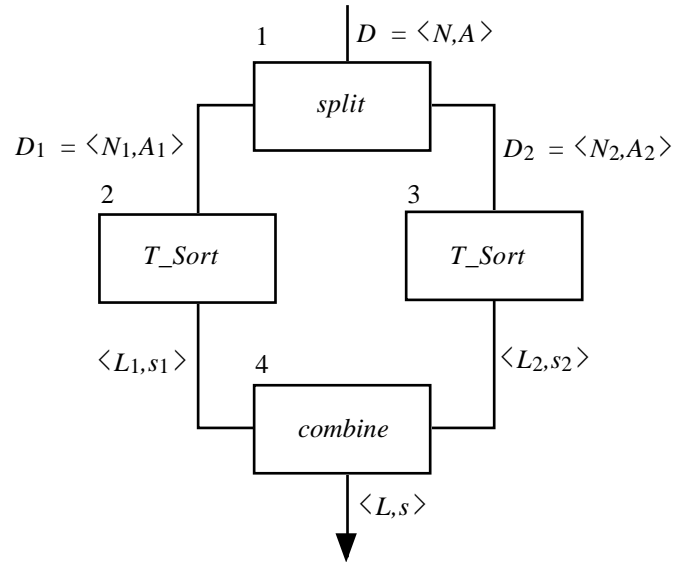 1
D = <N,A>
split
D1 = <N1,A1>
D2 = <N2,A2>
2
3
T_Sort
T_Sort
<L1,s1>
4
<L2,s2>
combine
<L,s>